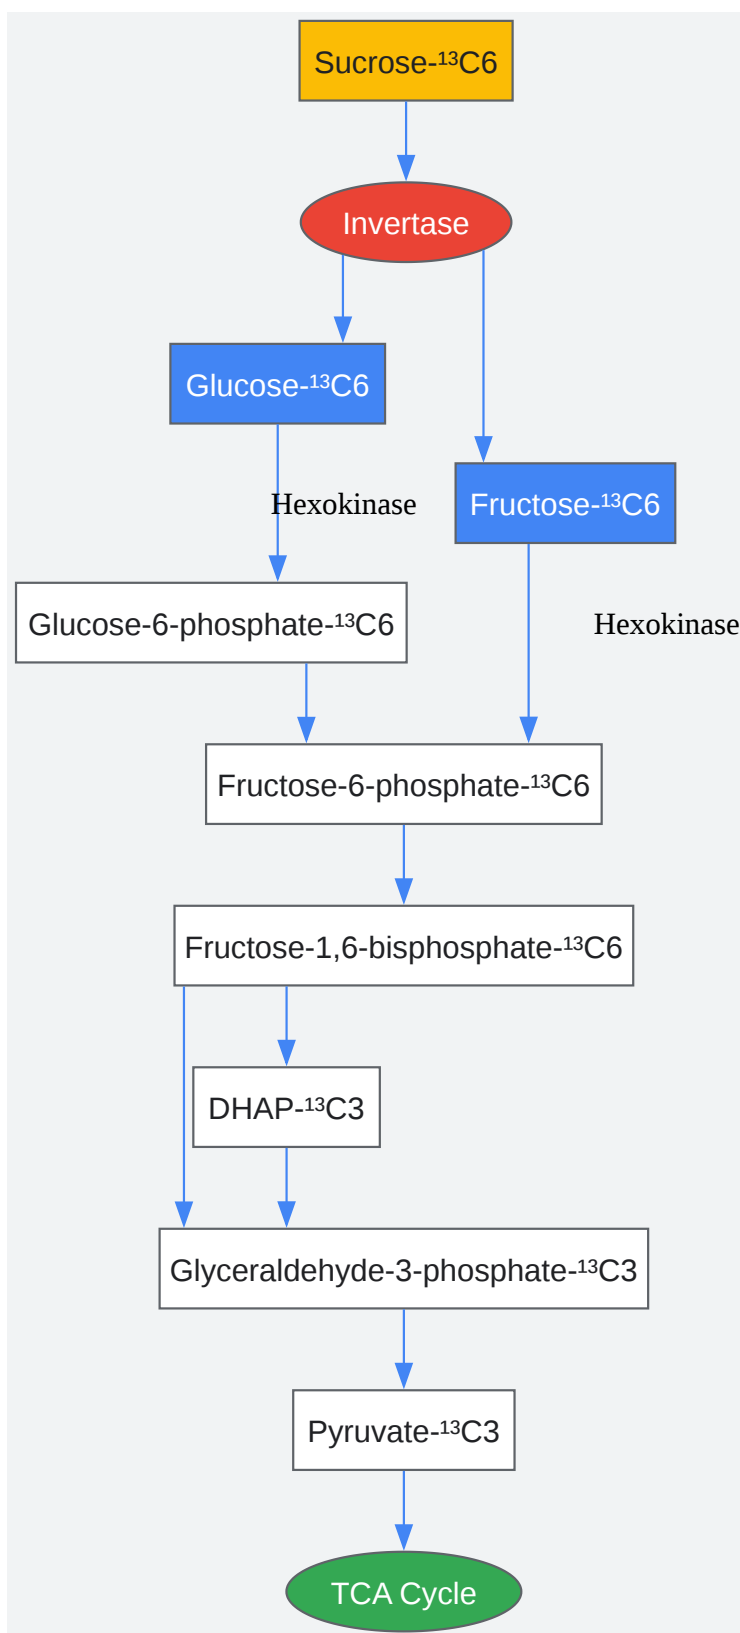 Sucrose-¹³C6
Invertase
Glucose-¹³C6
Hexokinase
Fructose-¹³C6
Glucose-6-phosphate-¹³C6
Hexokinase
Fructose-6-phosphate-¹³C6
Fructose-1,6-bisphosphate-¹³C6
DHAP-¹³C3
Glyceraldehyde-3-phosphate-¹³C3
Pyruvate-¹³C3
TCA Cycle